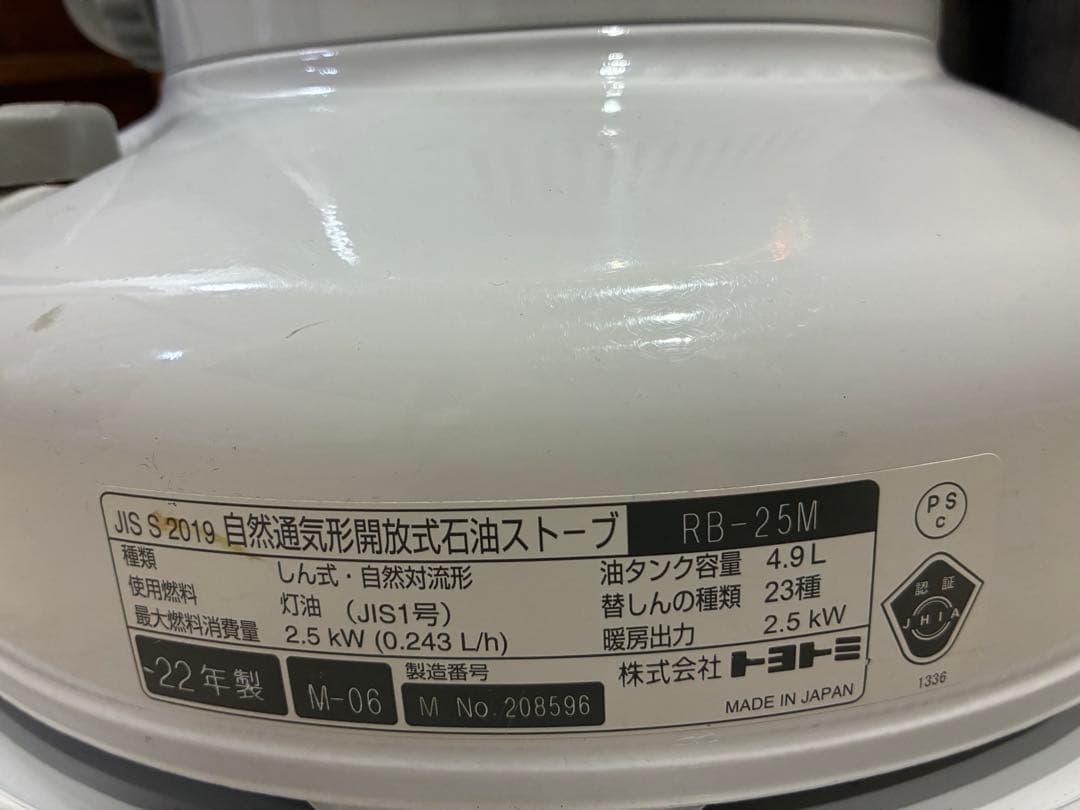 JIS S 2019 自然通気形開放式石油ストーブ RB-25M
種類 しん式・自然対流形 油タンク容量 4.9L
使用燃料 灯油 (JIS1号) 替しんの種類 23種
最大燃料消費量 2.5 kW (0.243 L/h) 暖房出力 2.5 kW
-22年製 M-06 製造番号 M No.208596 株式会社 トヨトミ
MADE IN JAPAN
PS
C
認証
JHIA
1336